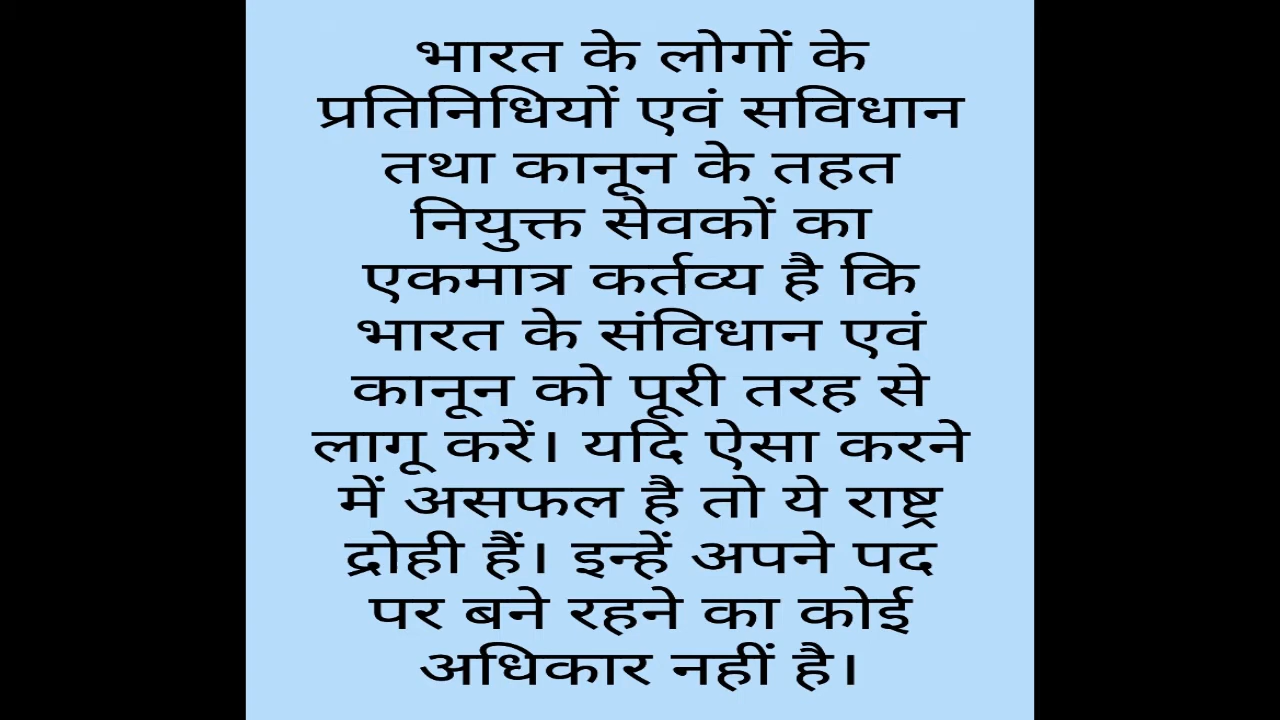 भारत के लोगों के
प्रतिनिधियों एवं सविधान
तथा कानून के तहत
नियुक्त सेवकों का
एकमात्र कर्तव्य है कि
भारत के संविधान एवं
कानून को पूरी तरह से
लागू करें। यदि ऐसा करने
में असफल है तो ये राष्ट्र
द्रोही हैं। इन्हें अपने पद
पर बने रहने का कोई
अधिकार नहीं है।